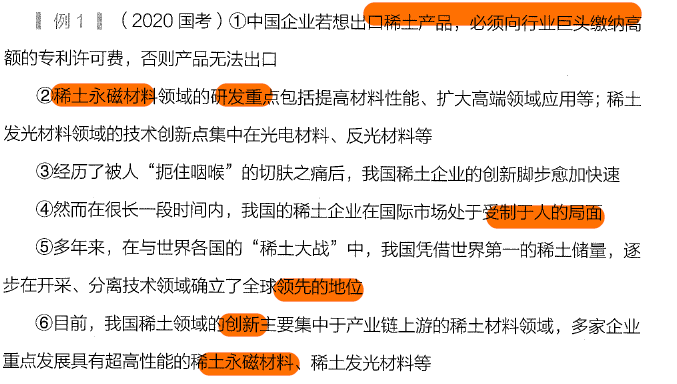 例 1 （2020 国考）①中国企业若想出口稀土产品，必须向行业巨头缴纳高
额的专利许可费，否则产品无法出口
②稀土永磁材料领域的研发重点包括提高材料性能、扩大高端领域应用等；稀土
发光材料领域的技术创新点集中在光电材料、反光材料等
③经历了被人“扼住咽喉”的切肤之痛后，我国稀土企业的创新脚步愈加快速
④然而在很长一段时间内，我国的稀土企业在国际市场处于受制于人的局面
⑤多年来，在与世界各国的“稀土大战”中，我国凭借世界第一的稀土储量，逐
步在开采、分离技术领域确立了全球领先的地位
⑥目前，我国稀土领域的创新主要集中于产业链上游的稀土材料领域，多家企业
重点发展具有超高性能的稀土永磁材料、稀土发光材料等